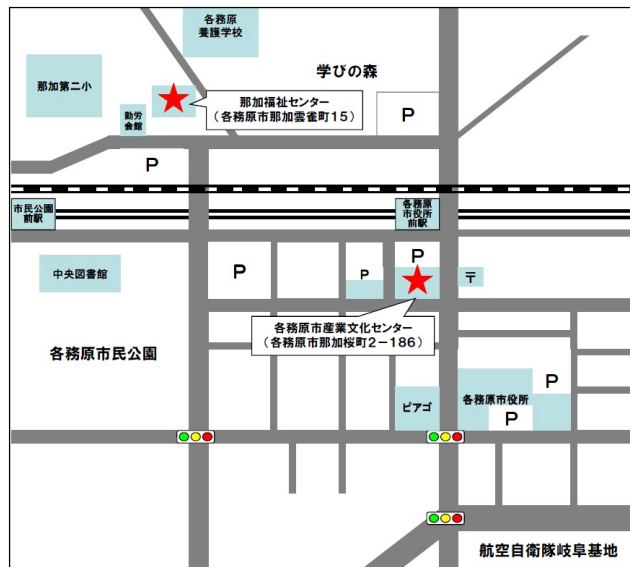 各務原
養護学校
那加第二小
学びの森
那加福祉センター
(各務原市那加雲雀町15)
勤労
会館
P
P
市民公園
前駅
各務原
市役所
前駅
中央図書館
P
P
P
〒
各務原市産業文化センター
(各務原市那加桜町2-186)
各務原市民公園
ピアゴ
各務原市役所
P
P
航空自衛隊岐阜基地